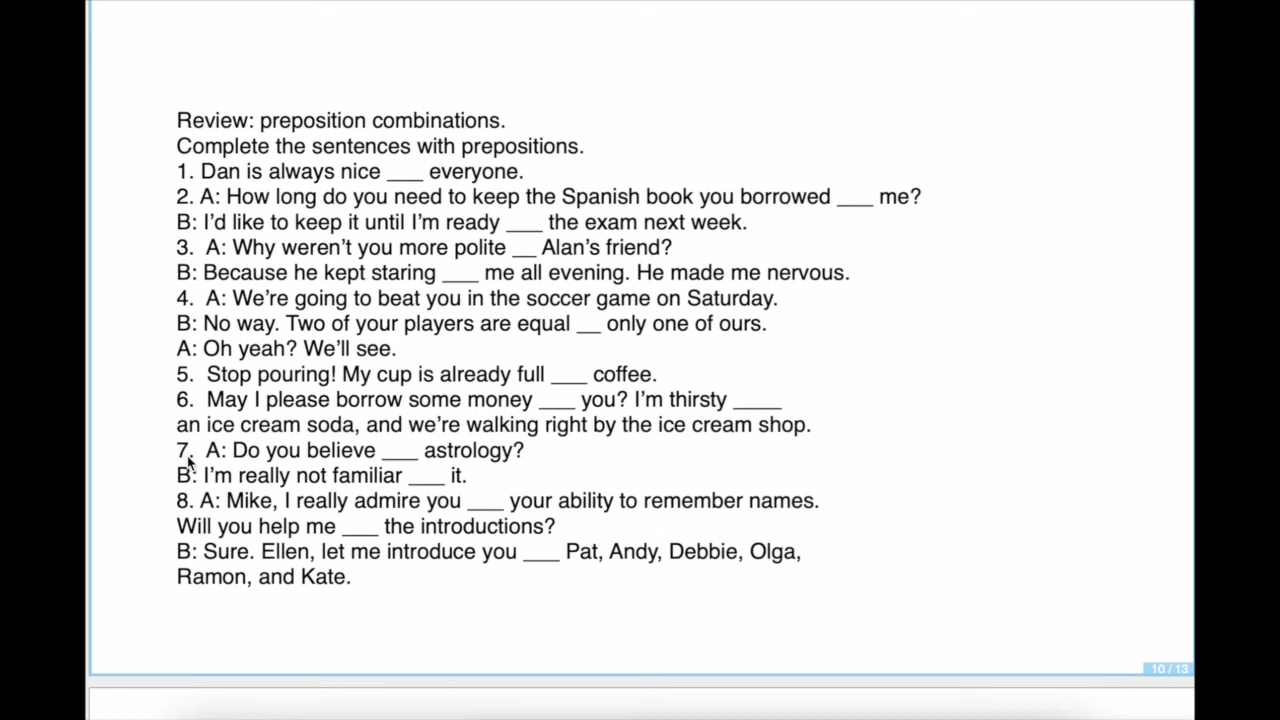 Review: preposition combinations.
Complete the sentences with prepositions.
1. Dan is always nice ___ everyone.
2. A: How long do you need to keep the Spanish book you borrowed ___ me?
B: I’d like to keep it until I’m ready ___ the exam next week.
3.  A: Why weren’t you more polite __ Alan’s friend?
B: Because he kept staring ___ me all evening. He made me nervous.
4.  A: We’re going to beat you in the soccer game on Saturday.
B: No way. Two of your players are equal __ only one of ours.
A: Oh yeah? We’ll see.
5.  Stop pouring! My cup is already full ___ coffee.
6.  May I please borrow some money ___ you? I’m thirsty ____
an ice cream soda, and we’re walking right by the ice cream shop.
7.  A: Do you believe ___ astrology?
B: I’m really not familiar ___ it.
8. A: Mike, I really admire you ___ your ability to remember names.
Will you help me ___ the introductions?
B: Sure. Ellen, let me introduce you ___ Pat, Andy, Debbie, Olga,
Ramon, and Kate.
10 / 13